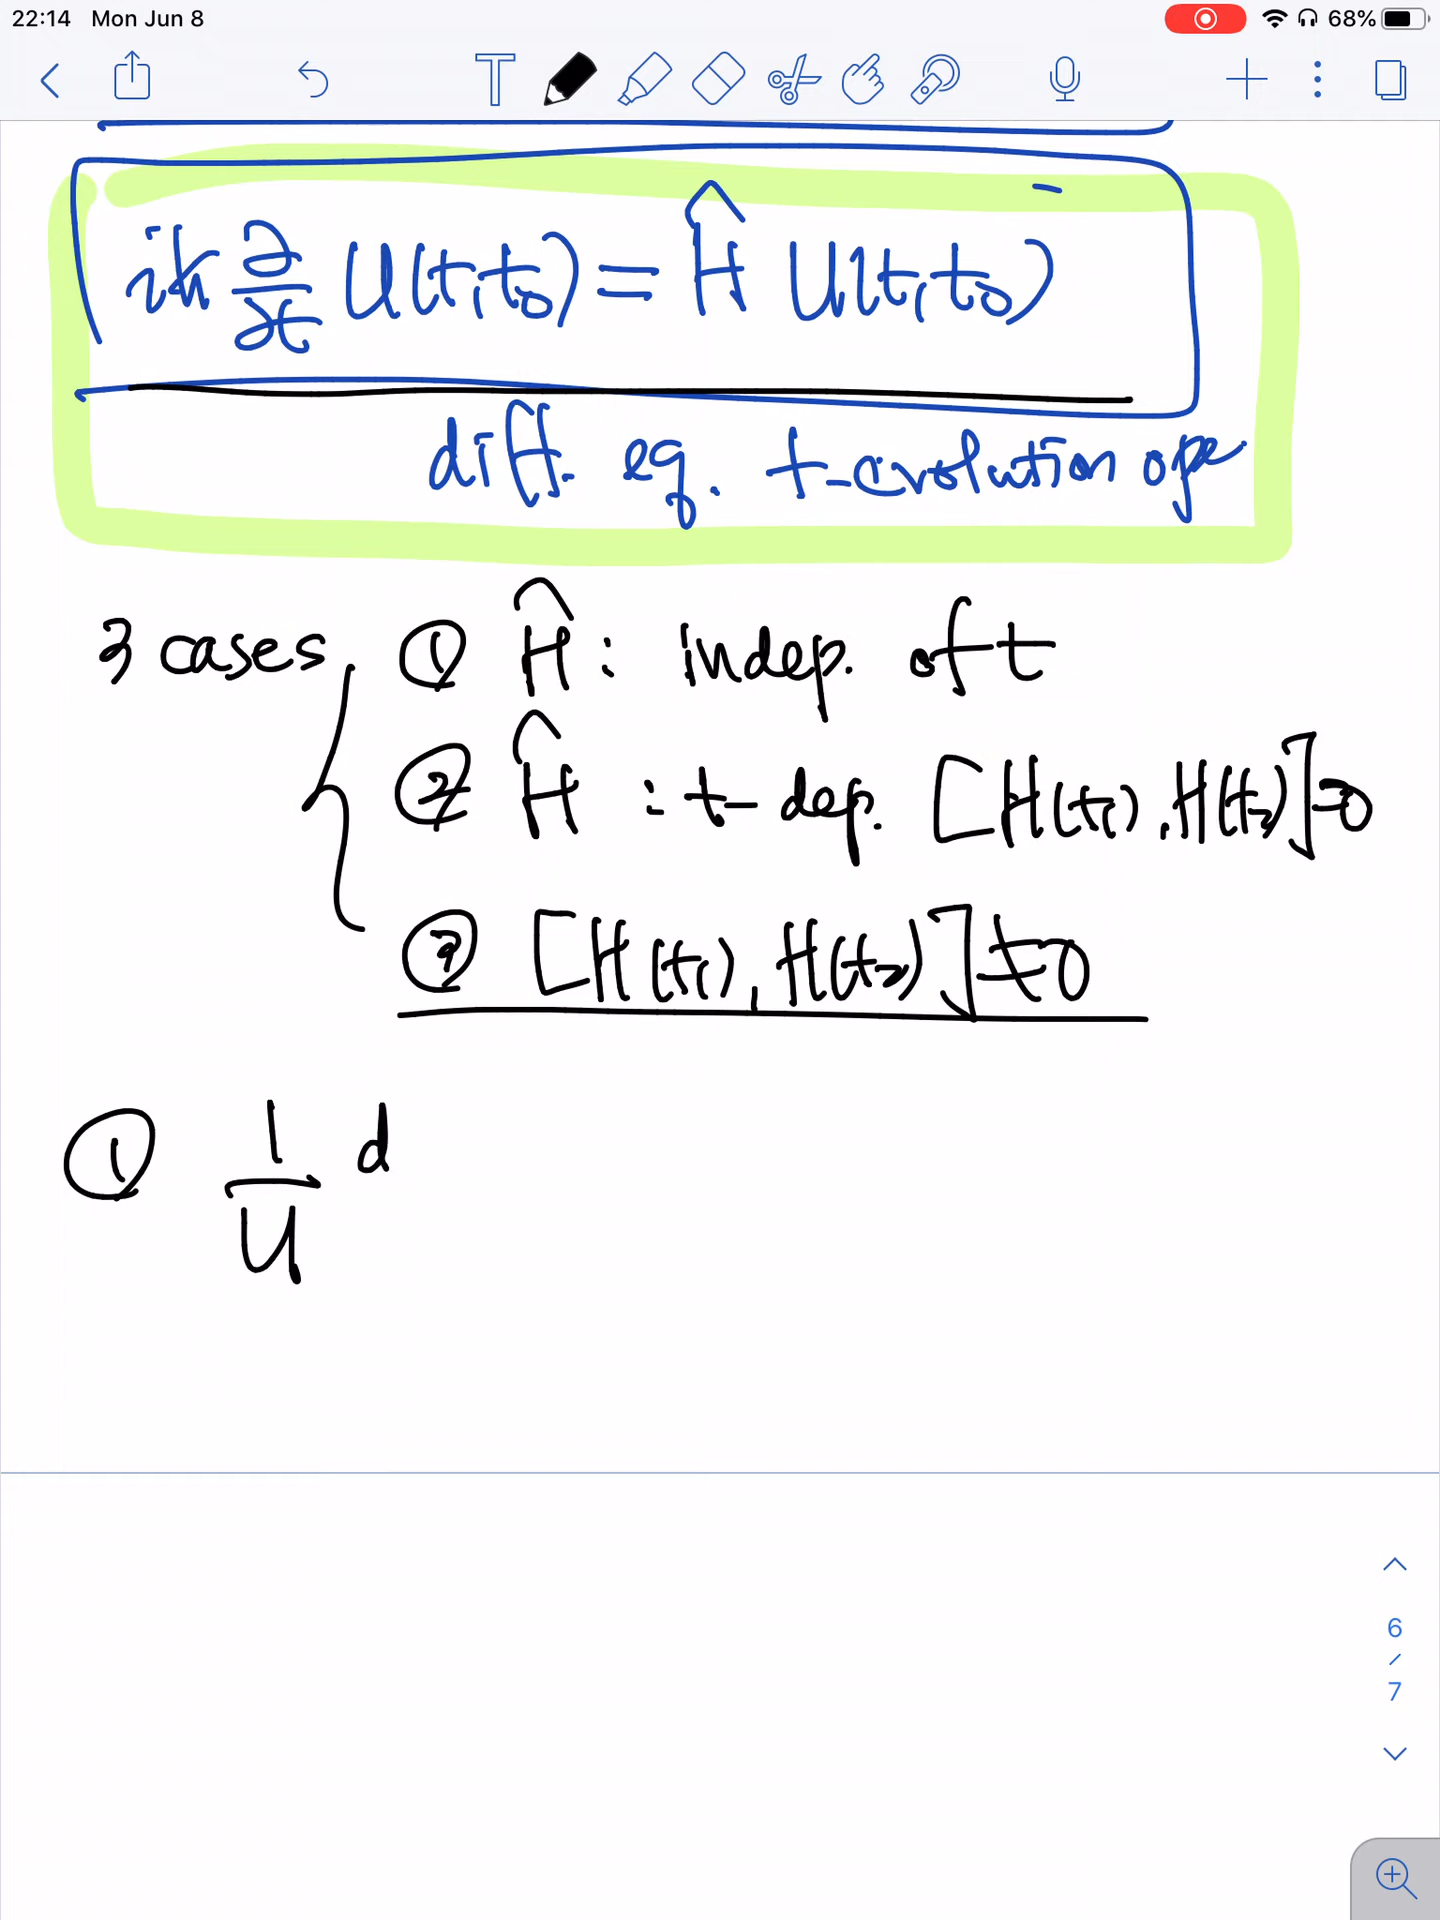 22:14 Mon Jun 8 68%
iħ ∂/∂t U(t,t₀) = Ĥ U(t,t₀)
diff. eq. t-evolution ope
3 cases ① Ĥ : indep. of t
② Ĥ : t-dep. [H(t₁), H(t₂)]=0
③ [H(t₁), H(t₂)]≠0
① 1/U d
6
/
7